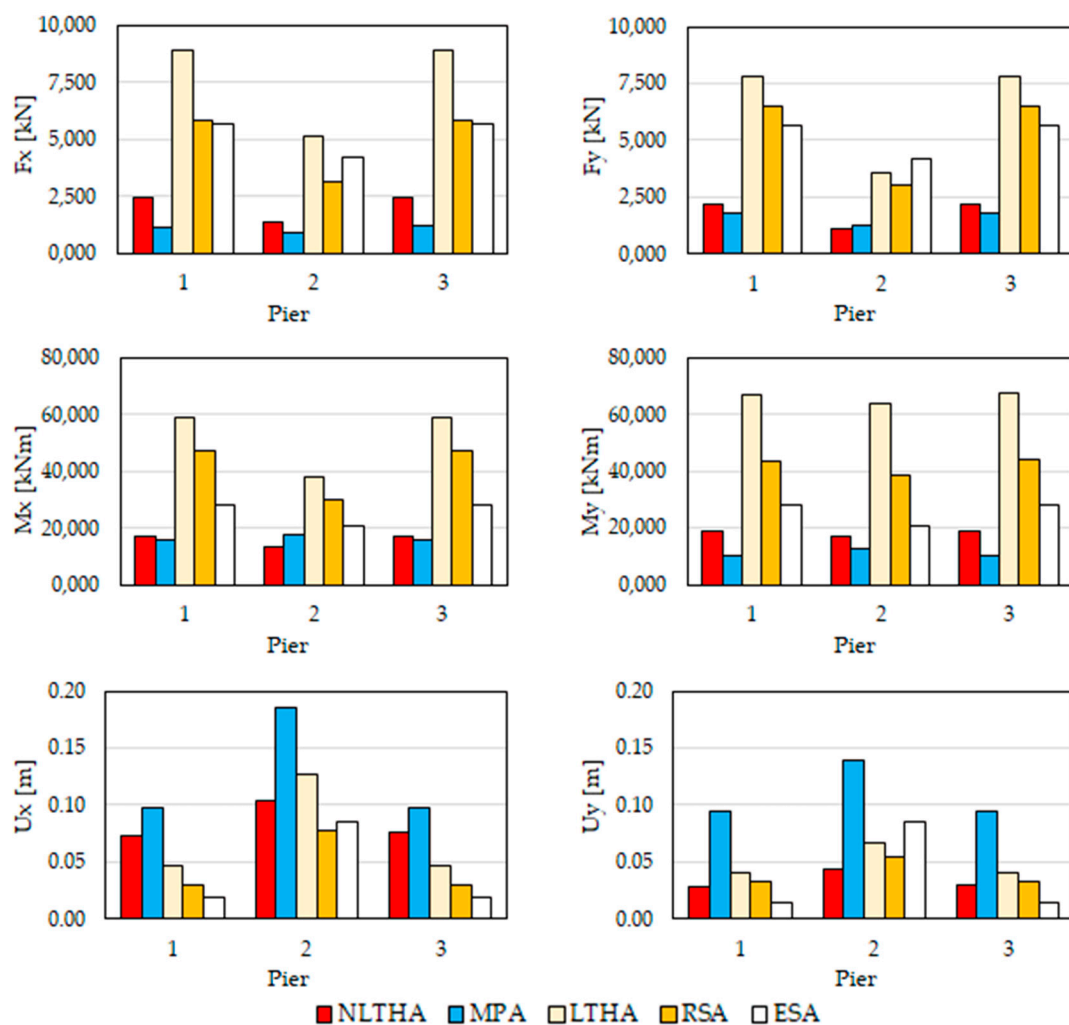 10,000
7,500
5,000
2,500
0,000
Fx [kN]
1 2 3
Pier
10,000
7,500
5,000
2,500
0,000
Fy [kN]
1 2 3
Pier
80,000
60,000
40,000
20,000
0,000
Mx [kNm]
1 2 3
Pier
80,000
60,000
40,000
20,000
0,000
My [kNm]
1 2 3
Pier
0.20
0.15
0.10
0.05
0.00
Ux [m]
1 2 3
Pier
0.20
0.15
0.10
0.05
0.00
Uy [m]
1 2 3
Pier
NLTHA MPA LTHA RSA ESA